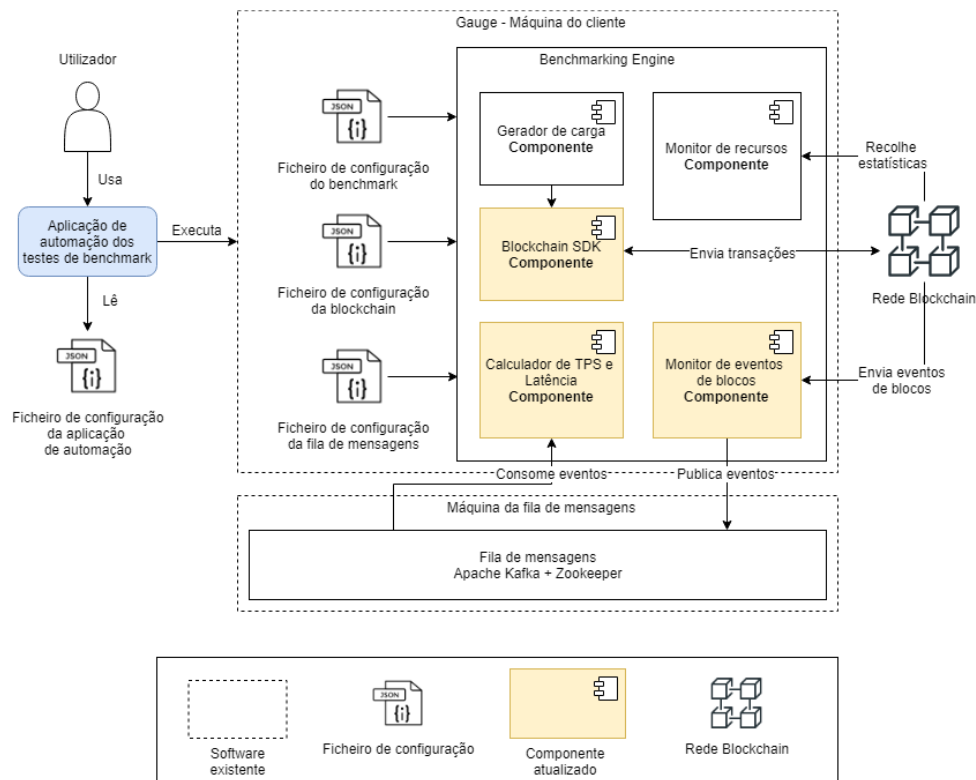 Gauge - Máquina do cliente
Utilizador
Benchmarking Engine
JSON
{i}
Ficheiro de configuração
do benchmark
Gerador de carga
Componente
Monitor de recursos
Componente
Recolhe
estatísticas
Usa
Aplicação de
automação dos
testes de benchmark
Executa
JSON
{i}
Ficheiro de configuração
da blockchain
Blockchain SDK
Componente
Envia transações
Rede Blockchain
Lê
JSON
{i}
Ficheiro de configuração
da aplicação
de automação
JSON
{i}
Ficheiro de configuração
da fila de mensagens
Calculador de TPS e
Latência
Componente
Monitor de eventos
de blocos
Componente
Envia eventos
de blocos
Consome eventos
Publica eventos
Máquina da fila de mensagens
Fila de mensagens
Apache Kafka + Zookeeper
Software
existente
JSON
{i}
Ficheiro de configuração
Componente
atualizado
Rede Blockchain